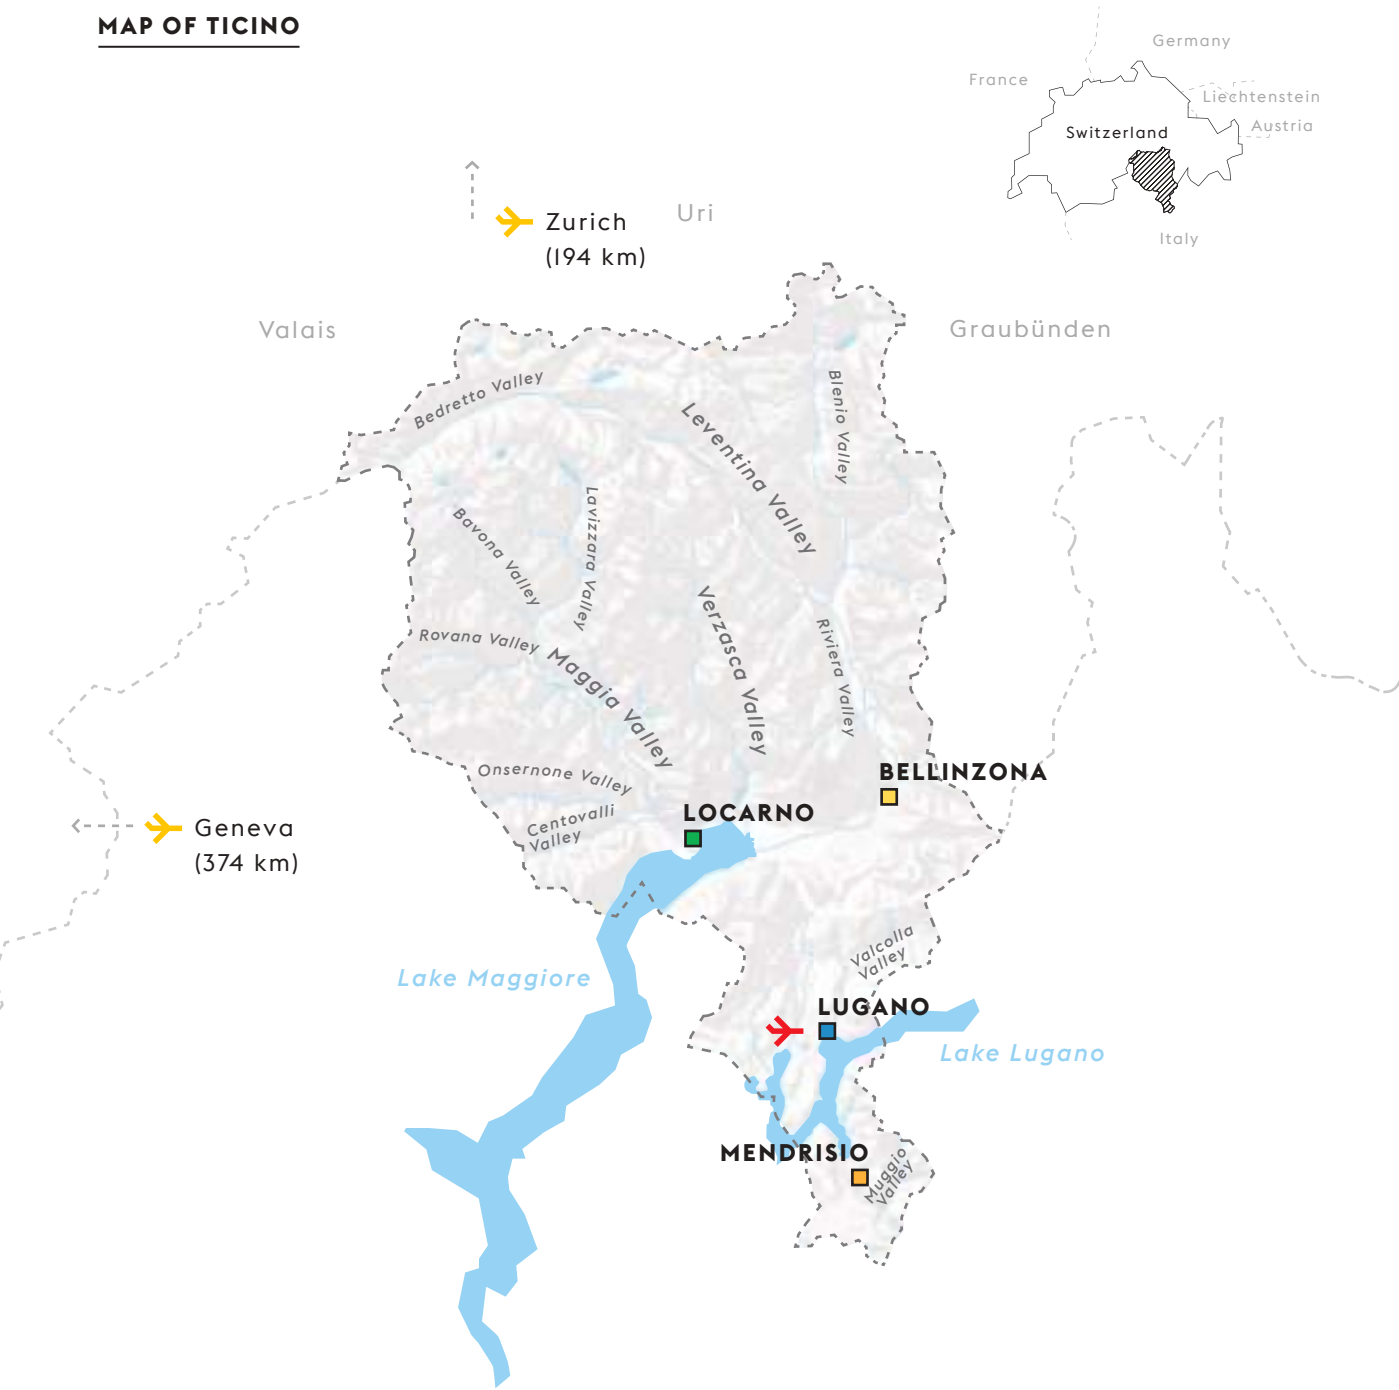 MAP OF TICINO
Germany
France
Liechtenstein
Austria
Switzerland
Italy
Zurich
(194 km)
Uri
Valais
Graubünden
Bedretto Valley
Blenio Valley
Leventina Valley
Lavizzara Valley
Bavona Valley
Verzasca Valley
Riviera Valley
Rovana Valley
Maggia Valley
BELLINZONA
Onsernone Valley
LOCARNO
Centovalli
Valley
Geneva
(374 km)
Valcolla
Valley
Lake Maggiore
LUGANO
Lake Lugano
MENDRISIO
Muggio
Valley